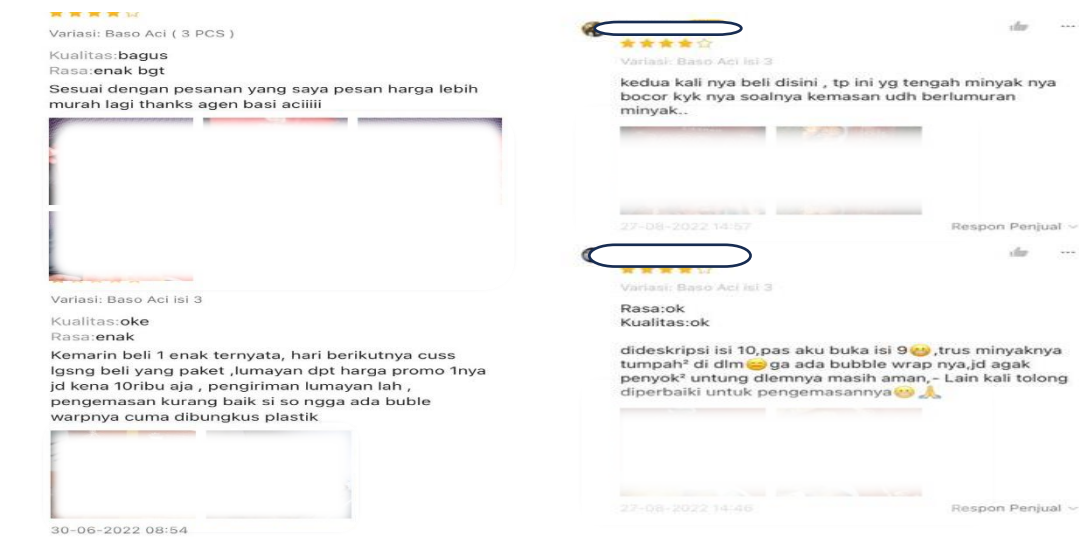 Variasi: Baso Aci ( 3 PCS )
Kualitas:bagus
Rasa:enak bgt
Sesuai dengan pesanan yang saya pesan harga lebih
murah lagi thanks agen basi aciiiii
Variasi: Baso Aci isi 3
Kualitas:oke
Rasa:enak
Kemarin beli 1 enak ternyata, hari berikutnya cuss
lgsng beli yang paket ,lumayan dpt harga promo 1nya
jd kena 10ribu aja , pengiriman lumayan lah ,
pengemasan kurang baik si so ngga ada buble
warpnya cuma dibungkus plastik
30-06-2022 08:54
Variasi: Baso Aci isi 3
kedua kali nya beli disini , tp ini yg tengah minyak nya
bocor kyk nya soalnya kemasan udh berlumuran
minyak..
27-08-2022 14:57
Respon Penjual
Variasi: Baso Aci isi 3
Rasa:ok
Kualitas:ok
dideskripsi isi 10,pas aku buka isi 9😬,trus minyaknya
tumpah² di dlm😑ga ada bubble wrap nya,jd agak
penyok² untung dlemnya masih aman,- Lain kali tolong
diperbaiki untuk pengemasannya😬🙏
27-08-2022 14:46
Respon Penjual